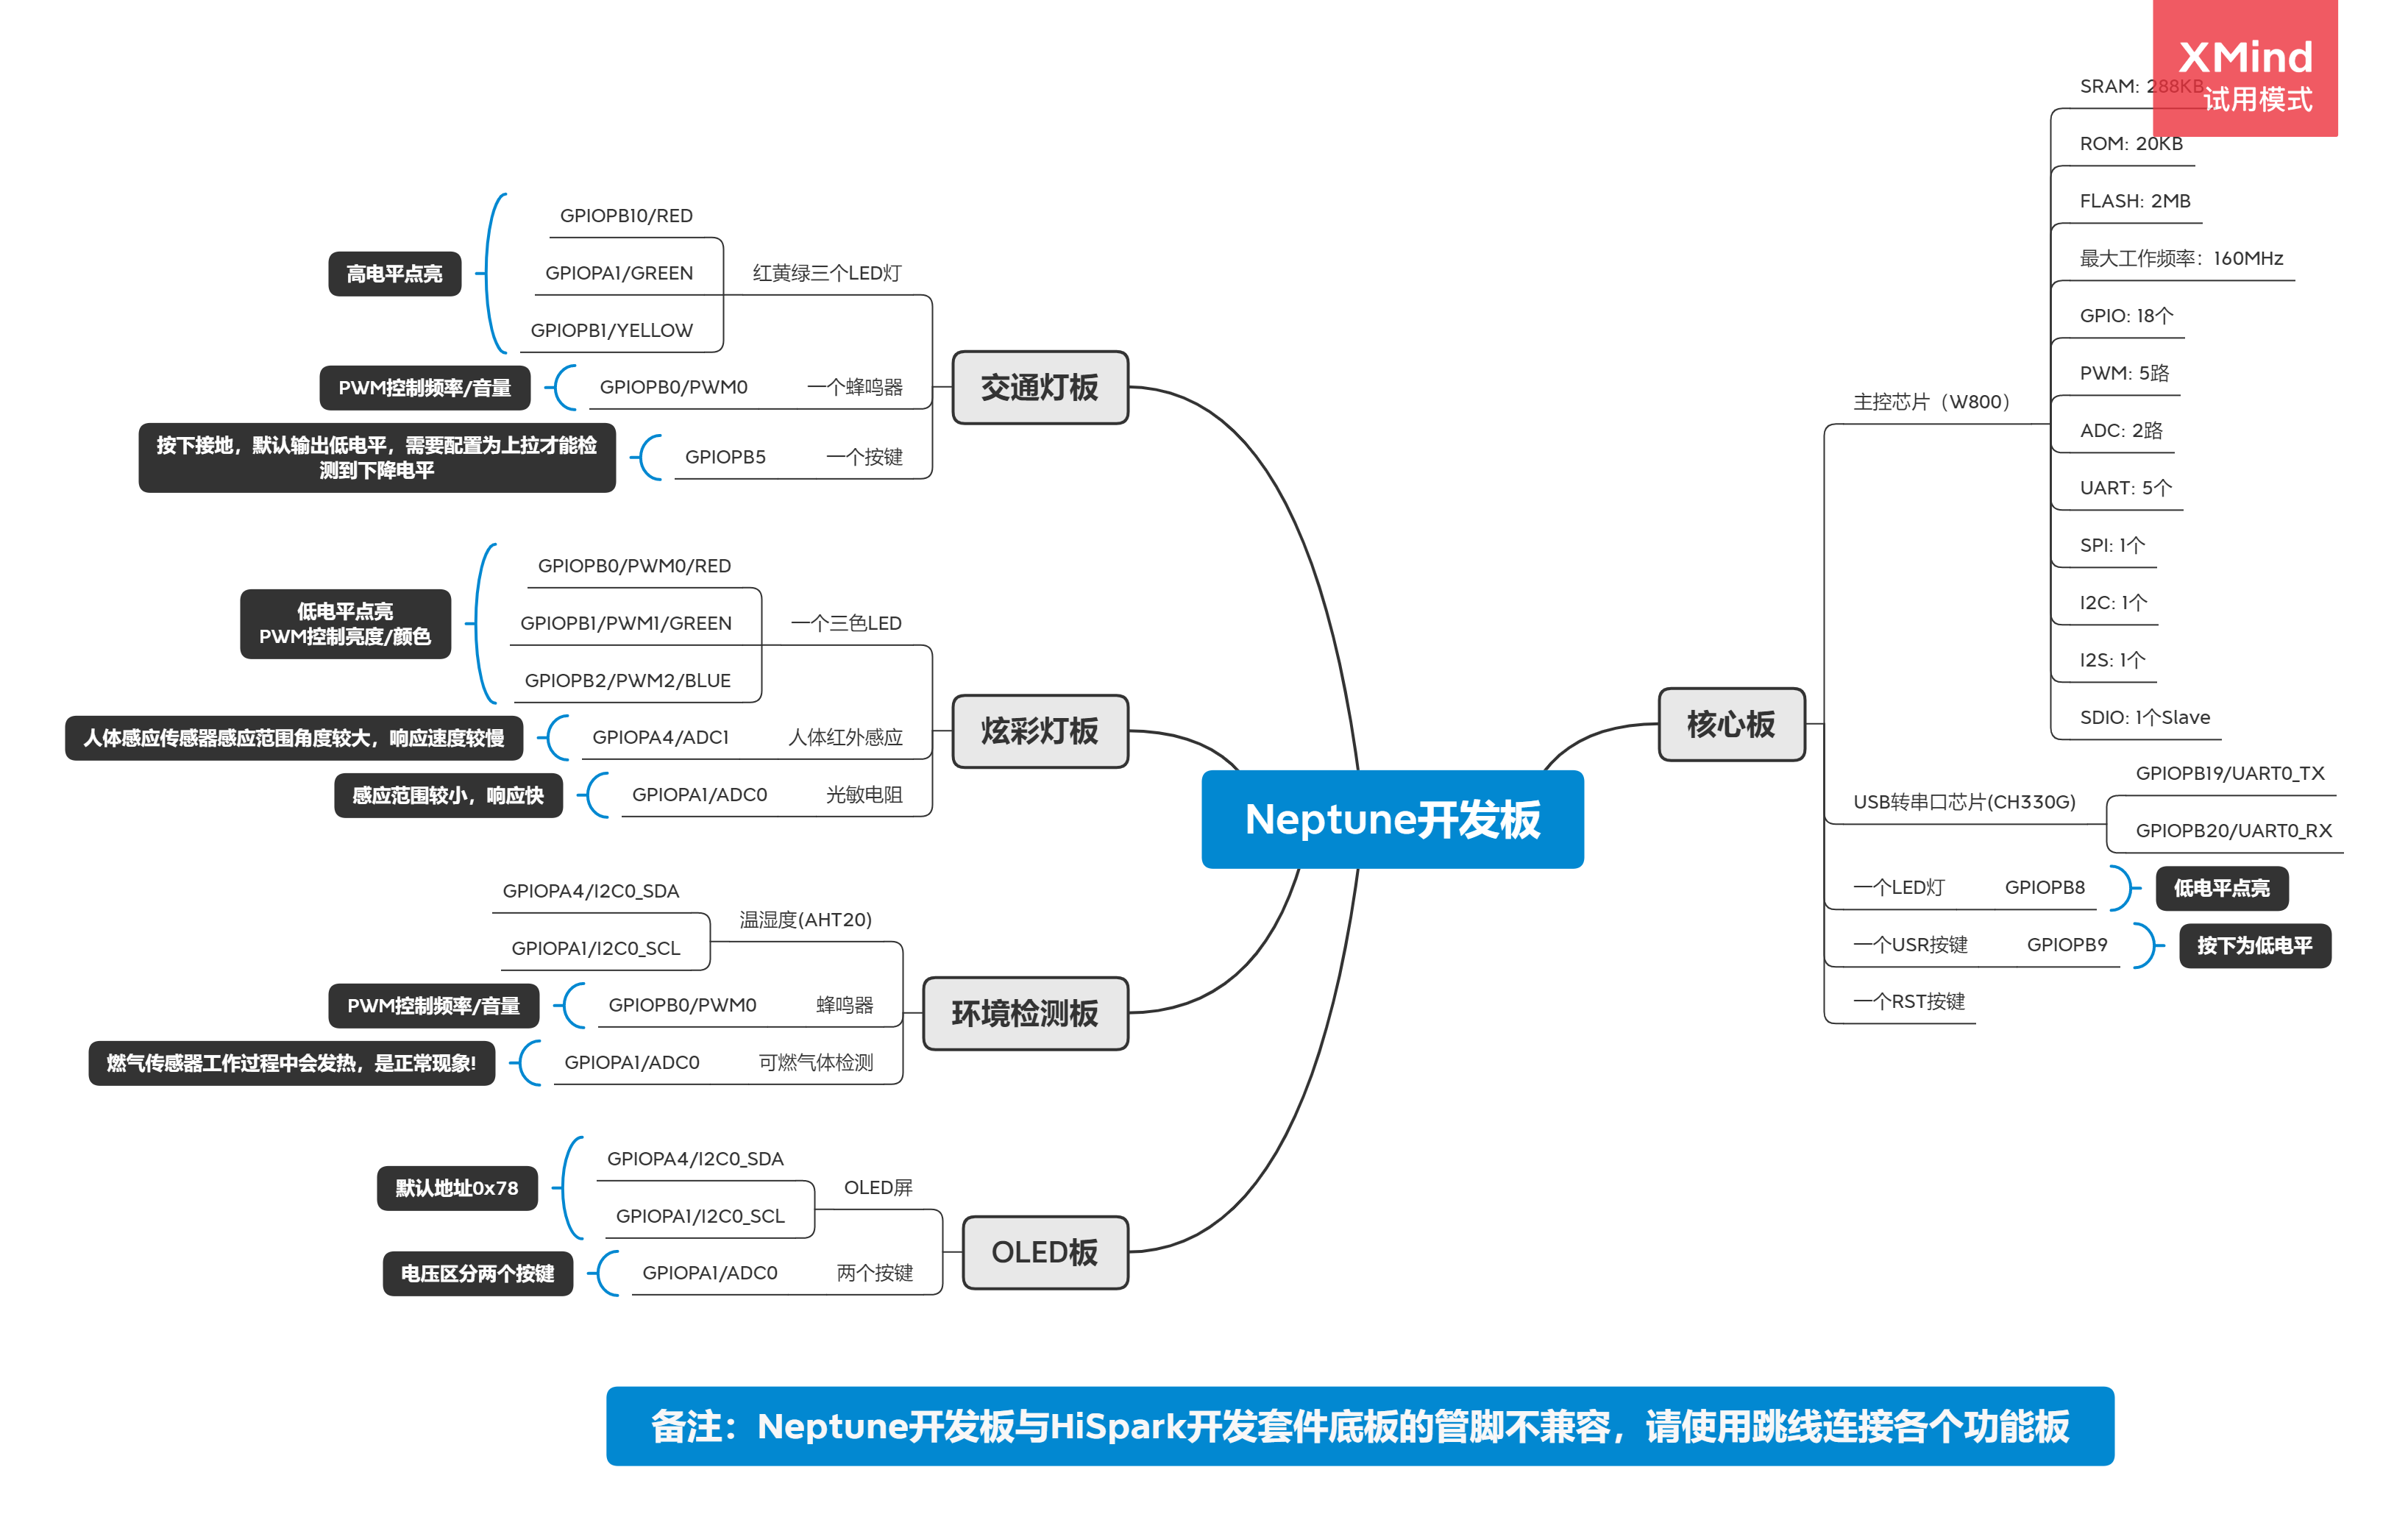 XMind
试用模式
Neptune开发板
核心板
主控芯片（W800）
SRAM: 288KB
ROM: 20KB
FLASH: 2MB
最大工作频率：160MHz
GPIO: 18个
PWM: 5路
ADC: 2路
UART: 5个
SPI: 1个
I2C: 1个
I2S: 1个
SDIO: 1个Slave
USB转串口芯片(CH330G)
GPIOPB19/UART0_TX
GPIOPB20/UART0_RX
一个LED灯
GPIOPB8
低电平点亮
一个USR按键
GPIOPB9
按下为低电平
一个RST按键
交通灯板
红黄绿三个LED灯
GPIOPB10/RED
GPIOPA1/GREEN
GPIOPB1/YELLOW
高电平点亮
一个蜂鸣器
GPIOPB0/PWM0
PWM控制频率/音量
一个按键
GPIOPB5
按下接地，默认输出低电平，需要配置为上拉才能检
测到下降电平
炫彩灯板
一个三色LED
GPIOPB0/PWM0/RED
GPIOPB1/PWM1/GREEN
GPIOPB2/PWM2/BLUE
低电平点亮
PWM控制亮度/颜色
人体红外感应
GPIOPA4/ADC1
人体感应传感器感应范围角度较大，响应速度较慢
光敏电阻
GPIOPA1/ADC0
感应范围较小，响应快
环境检测板
温湿度(AHT20)
GPIOPA4/I2C0_SDA
GPIOPA1/I2C0_SCL
蜂鸣器
GPIOPB0/PWM0
PWM控制频率/音量
可燃气体检测
GPIOPA1/ADC0
燃气传感器工作过程中会发热，是正常现象!
OLED板
OLED屏
GPIOPA4/I2C0_SDA
GPIOPA1/I2C0_SCL
默认地址0x78
两个按键
GPIOPA1/ADC0
电压区分两个按键
备注：Neptune开发板与HiSpark开发套件底板的管脚不兼容，请使用跳线连接各个功能板